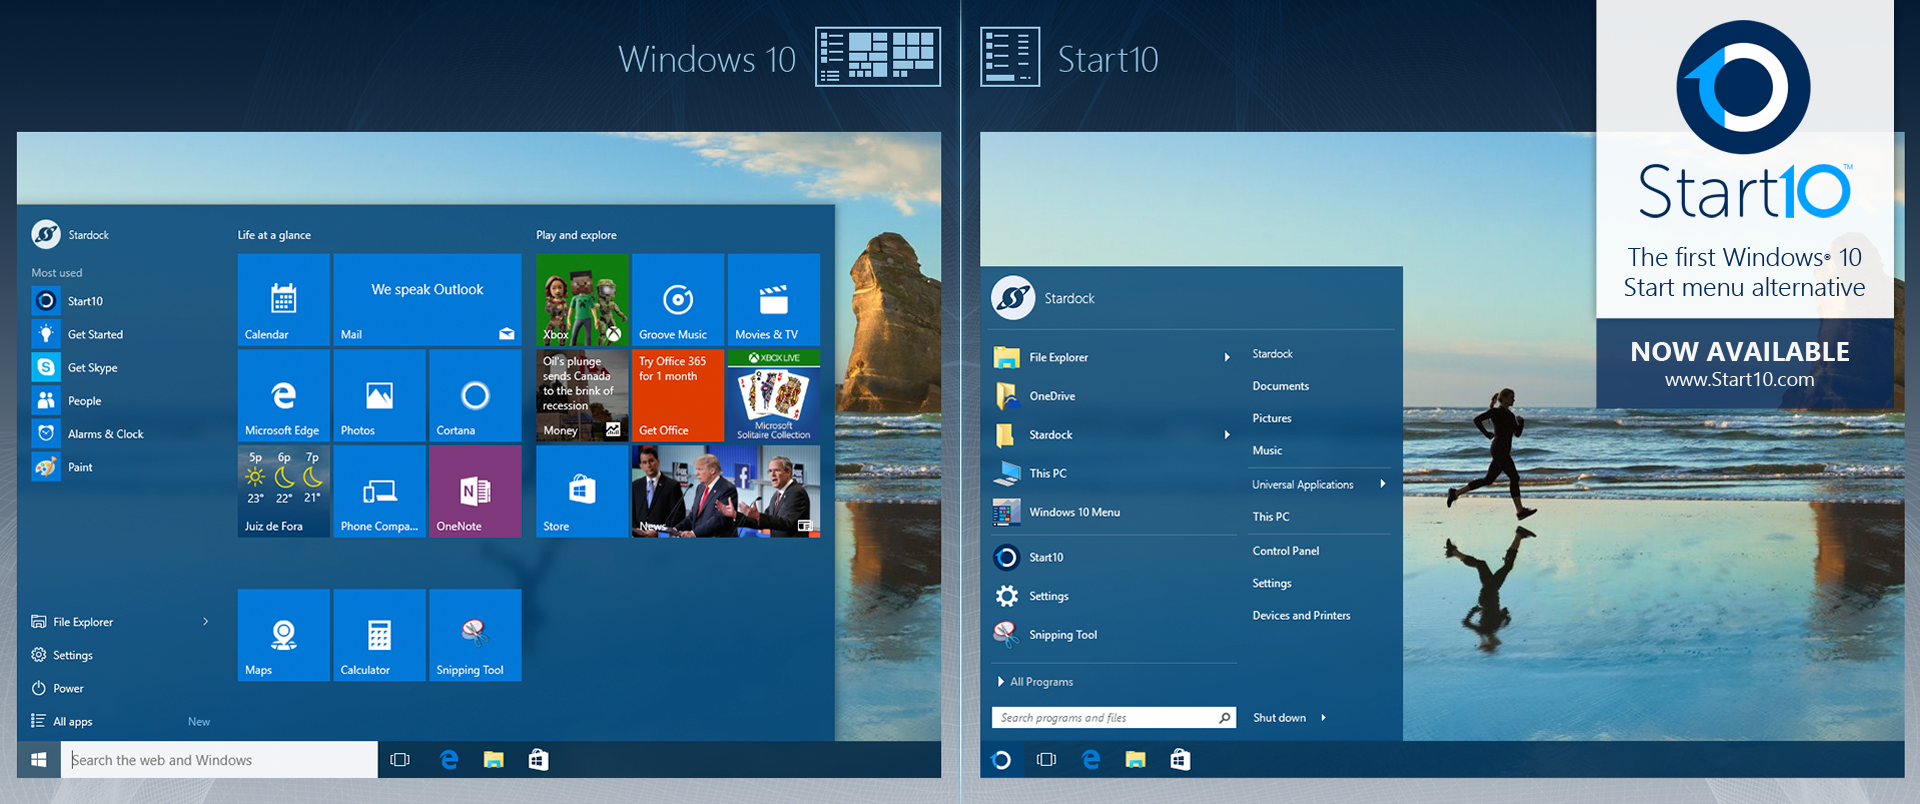 Windows 10
Start10
Start10™
The first Windows® 10
Start menu alternative
NOW AVAILABLE
www.Start10.com
Stardock
Most used
Start10
Get Started
Get Skype
People
Alarms & Clock
Paint
File Explorer
Settings
Power
All apps
New
Search the web and Windows
Life at a glance
Calendar
We speak Outlook
Mail
Microsoft Edge
Photos
Cortana
5p 6p 7p
23° 22° 21°
Juiz de Fora
Phone Compa...
OneNote
Maps
Calculator
Snipping Tool
Play and explore
Xbox
Groove Music
Movies & TV
Oil's plunge
sends Canada
to the brink of
recession
Money
Try Office 365
for 1 month
Get Office
XBOX LIVE
Microsoft
Solitaire Collection
Store
News
Stardock
File Explorer
OneDrive
Stardock
This PC
Windows 10 Menu
Start10
Settings
Snipping Tool
All Programs
Search programs and files
Stardock
Documents
Pictures
Music
Universal Applications
This PC
Control Panel
Settings
Devices and Printers
Shut down